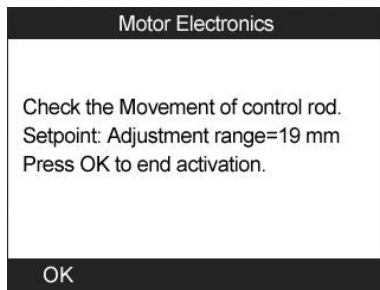 Motor Electronics
Check the Movement of control rod.
Setpoint: Adjustment range=19 mm
Press OK to end activation.
OK